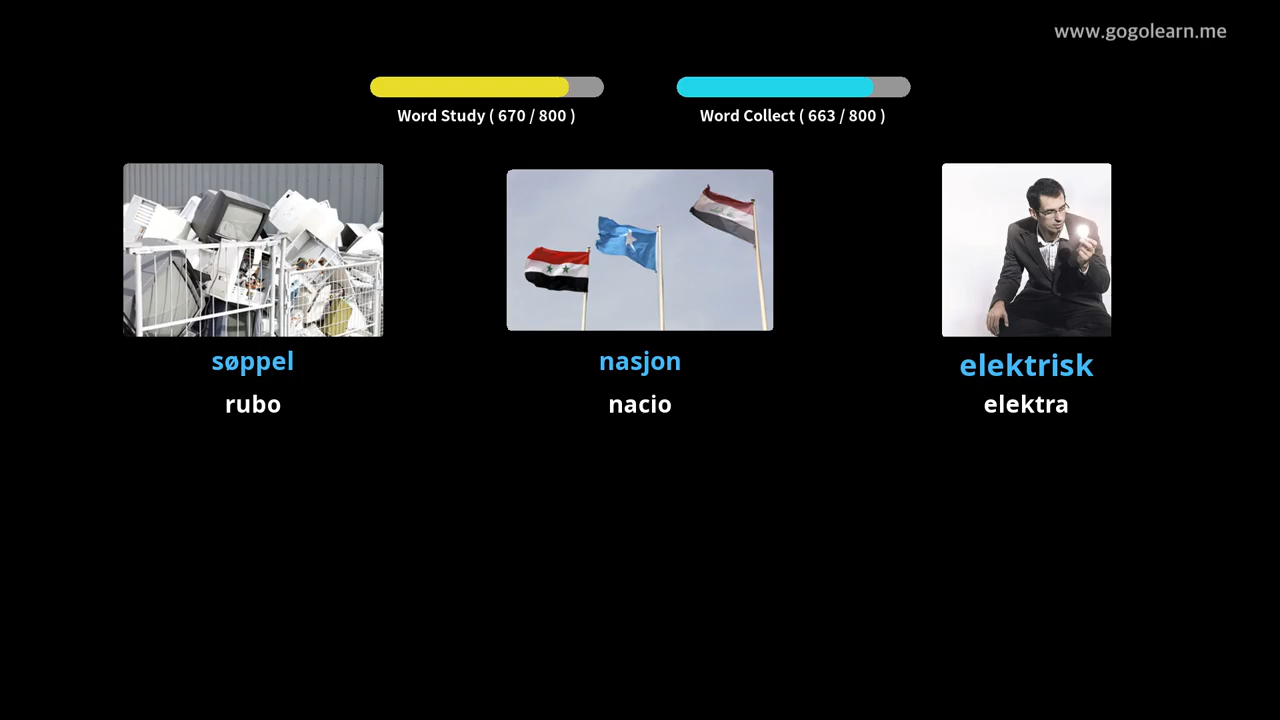 www.gogolearn.me
Word Study ( 670 / 800 )
Word Collect ( 663 / 800 )
søppel
nasjon
elektrisk
rubo
nacio
elektra